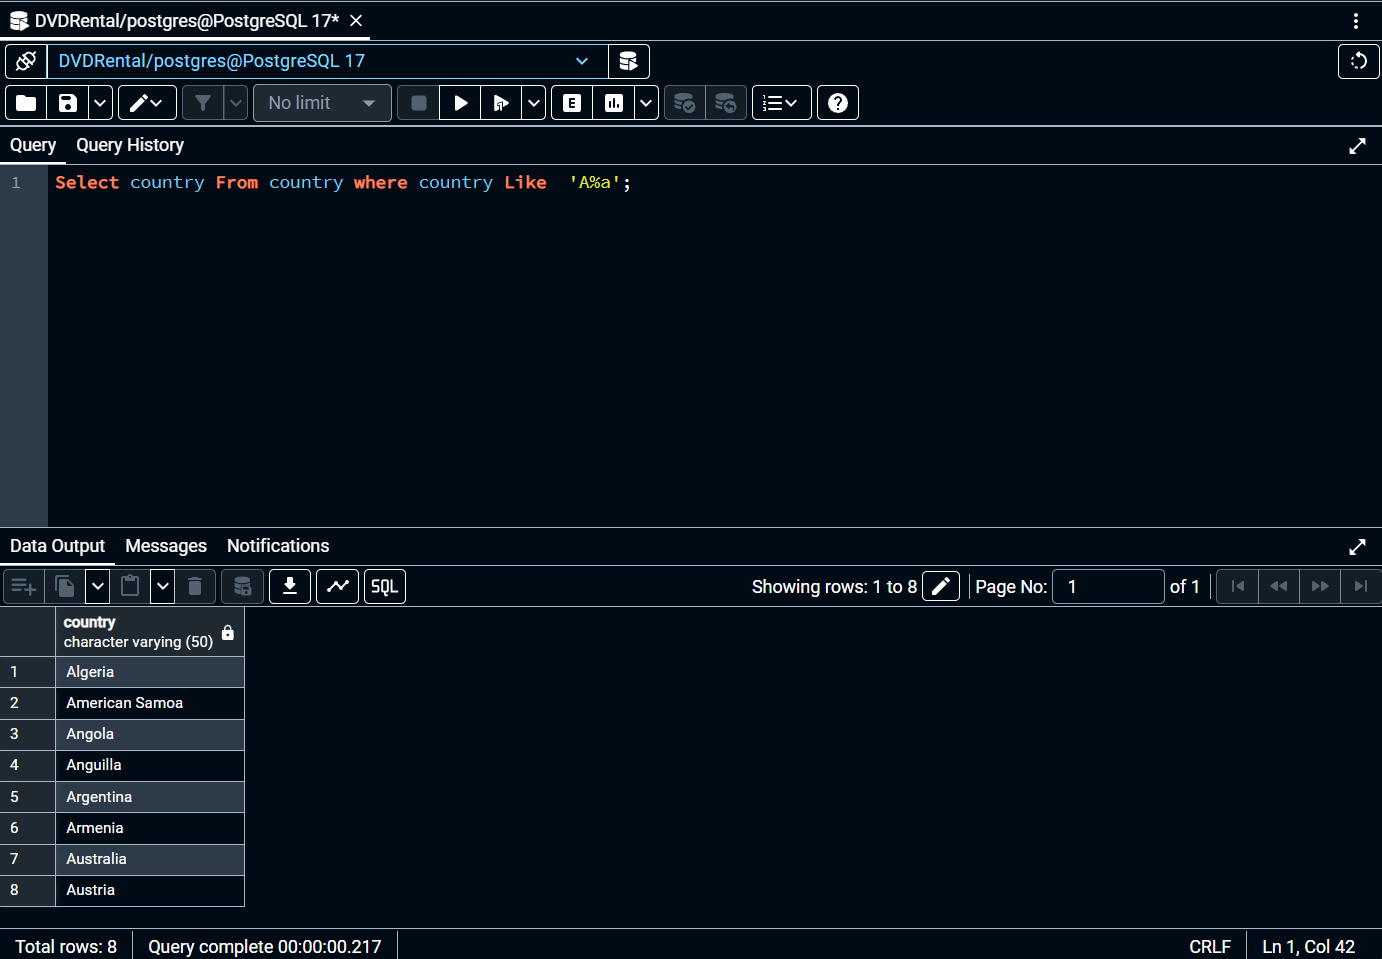 DVDRental/postgres@PostgreSQL 17*
DVDRental/postgres@PostgreSQL 17
No limit
E
Query Query History
1 Select country From country where country Like  'A%a';
Data Output Messages Notifications
SQL Showing rows: 1 to 8 Page No: 1 of 1
country
character varying (50)
1 Algeria
2 American Samoa
3 Angola
4 Anguilla
5 Argentina
6 Armenia
7 Australia
8 Austria
Total rows: 8 Query complete 00:00:00.217 CRLF Ln 1, Col 42